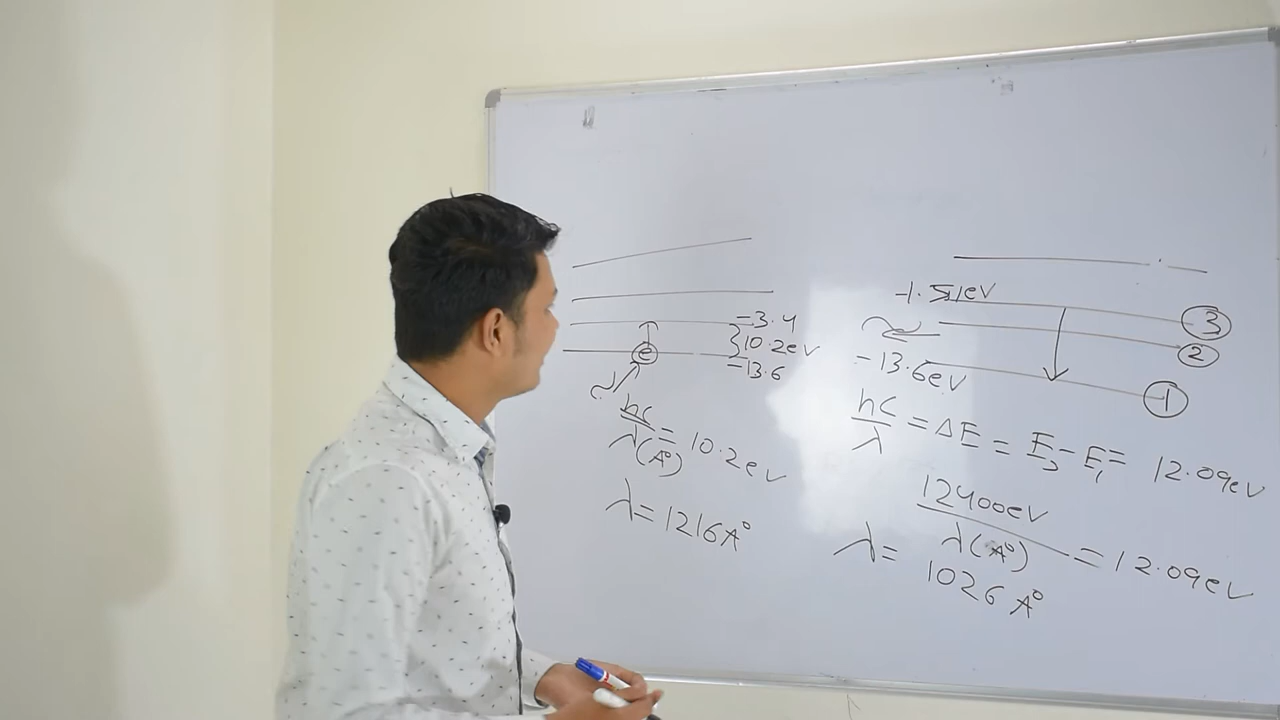 -3.4
10.2ev
-13.6
e
hc
λ(A°) = 10.2ev
λ = 1216A°
-1.51ev
3
2
-13.6ev
1
hc
λ = ΔE = E3 - E1 = 12.09ev
12400ev
λ(A°) = 12.09ev
λ = 1026 A°